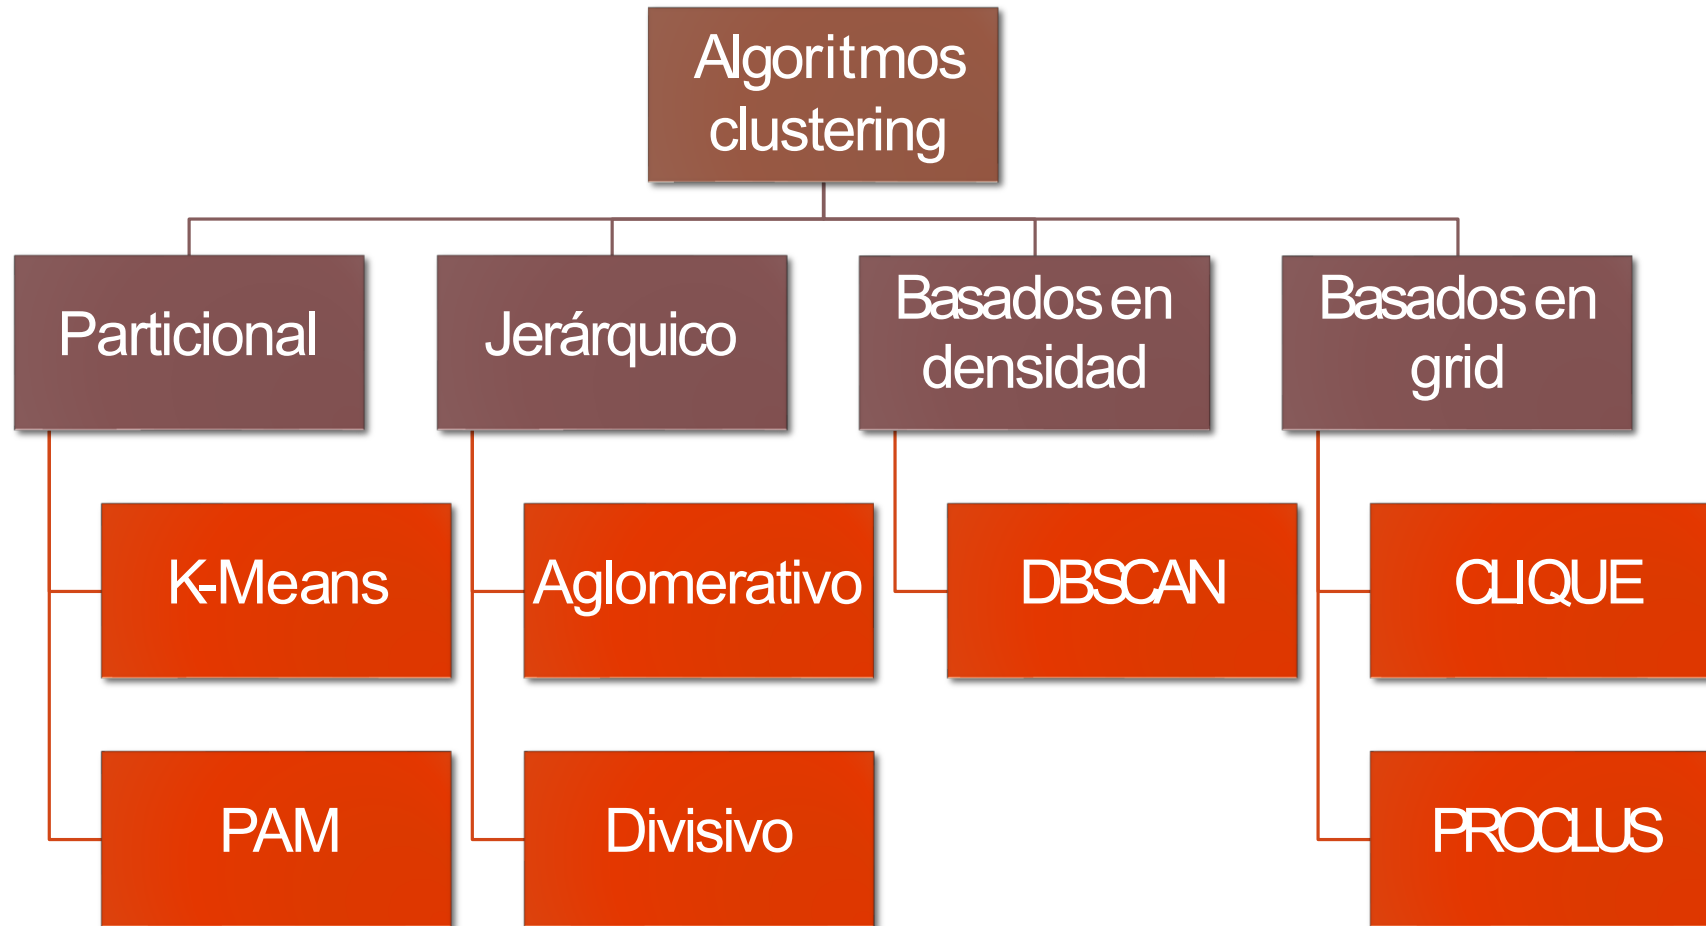 Algoritmos
clustering
Particional
Jerárquico
Basados en
densidad
Basados en
grid
K-Means
Aglomerativo
DBSCAN
CLIQUE
PAM
Divisivo
PROCLUS